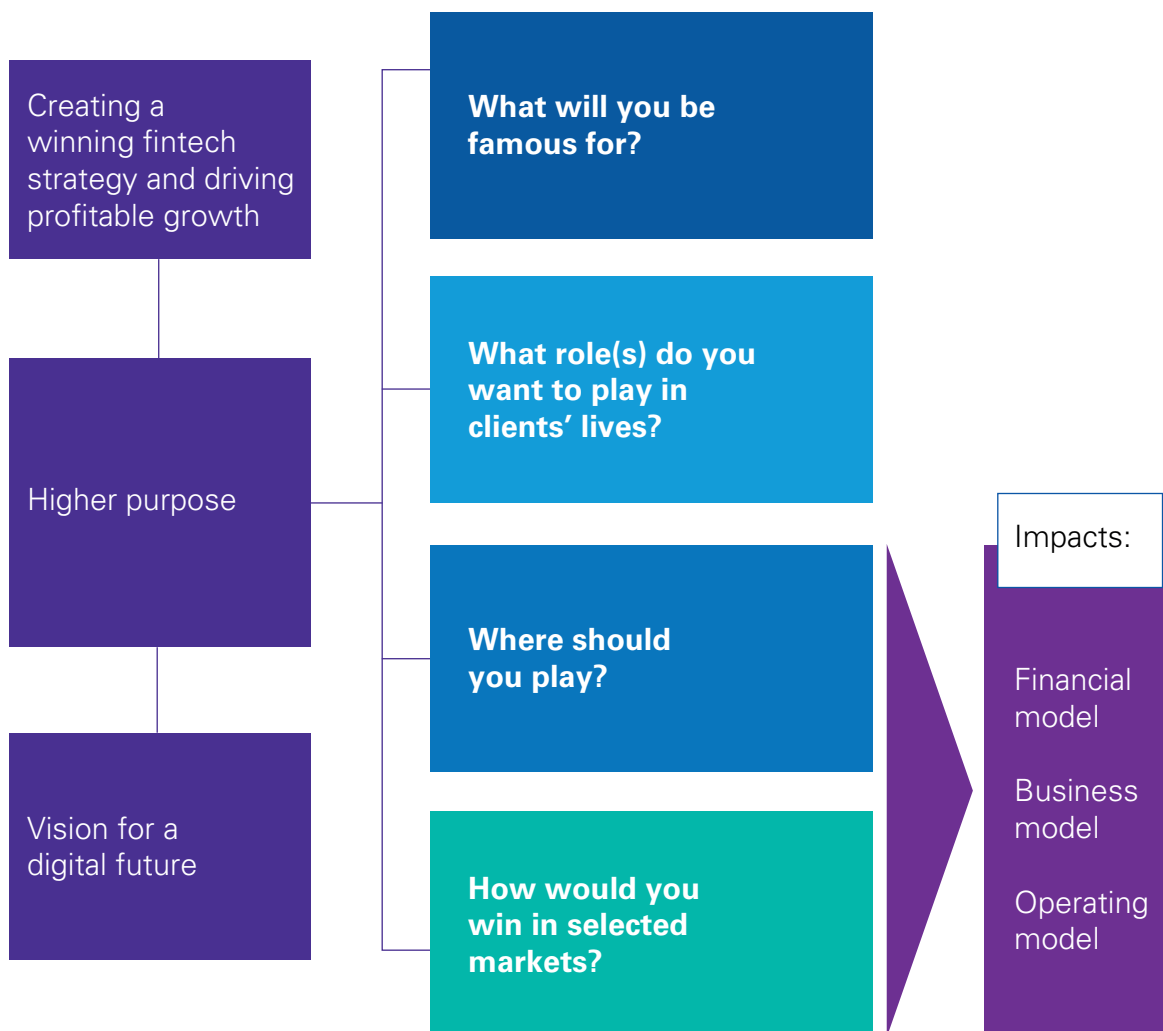 Creating a
winning fintech
strategy and driving
profitable growth
Higher purpose
Vision for a
digital future
What will you be
famous for?
What role(s) do you
want to play in
clients’ lives?
Where should
you play?
How would you
win in selected
markets?
Impacts:
Financial
model
Business
model
Operating
model